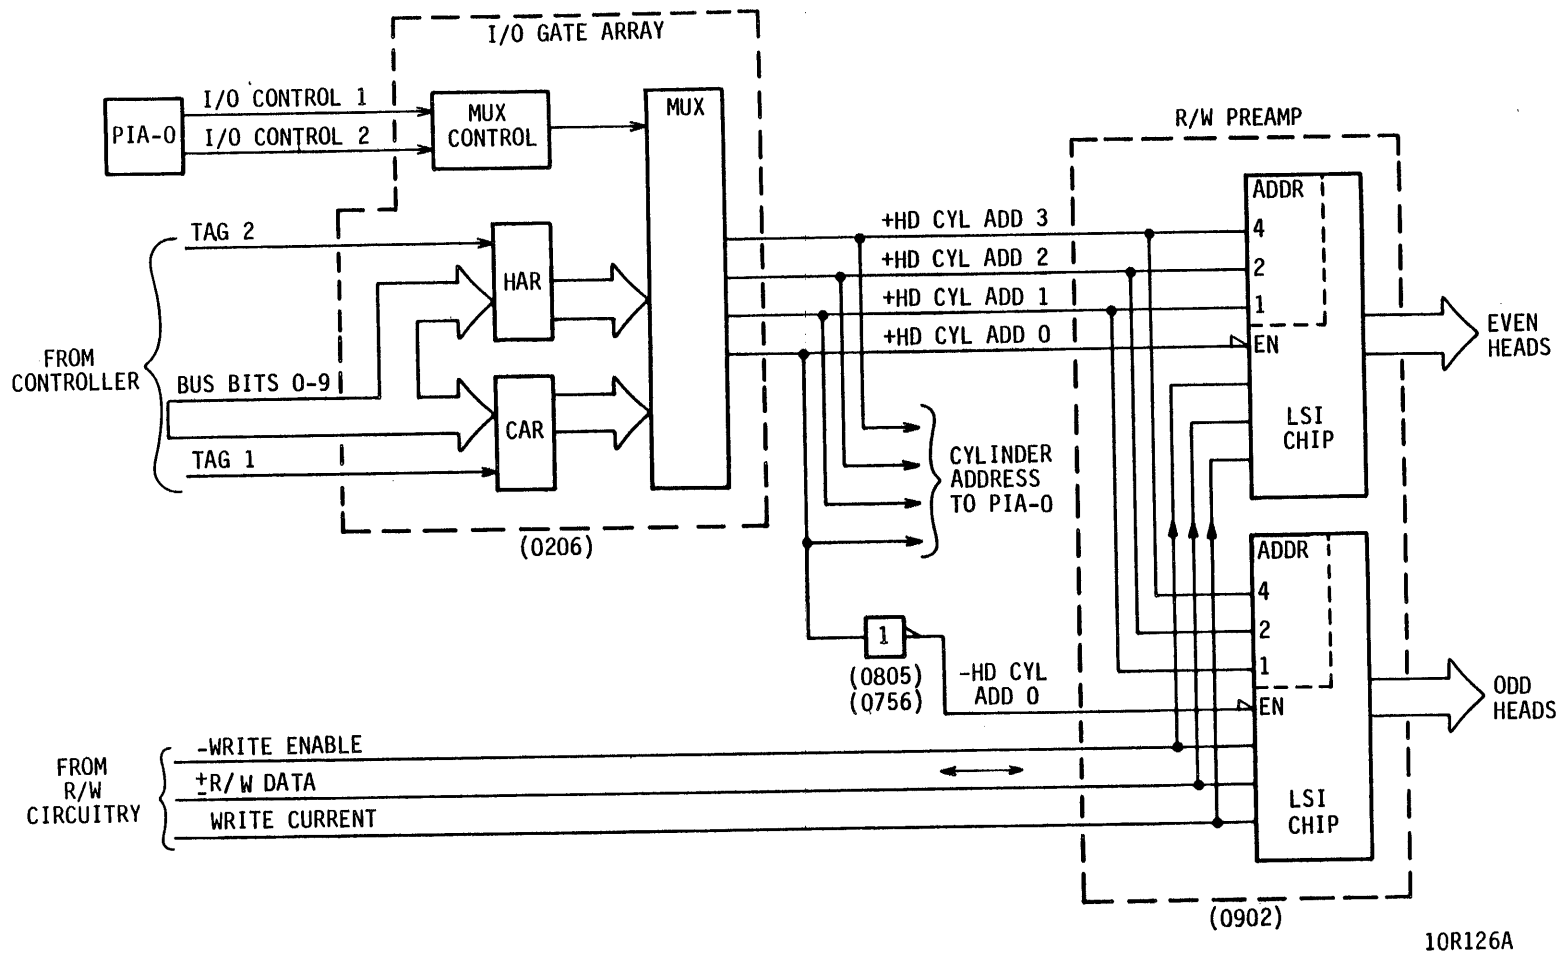 I/O GATE ARRAY
PIA-0
I/O CONTROL 1
I/O CONTROL 2
MUX
CONTROL
MUX
R/W PREAMP
TAG 2
HAR
FROM
CONTROLLER
BUS BITS 0-9
CAR
TAG 1
(0206)
+HD CYL ADD 3
+HD CYL ADD 2
+HD CYL ADD 1
+HD CYL ADD 0
CYLINDER
ADDRESS
TO PIA-0
ADDR
4
2
1
EN
LSI
CHIP
EVEN
HEADS
1
(0805)
(0756)
-HD CYL
ADD 0
ADDR
4
2
1
EN
LSI
CHIP
ODD
HEADS
FROM
R/W
CIRCUITRY
-WRITE ENABLE
±R/W DATA
WRITE CURRENT
(0902)
10R126A